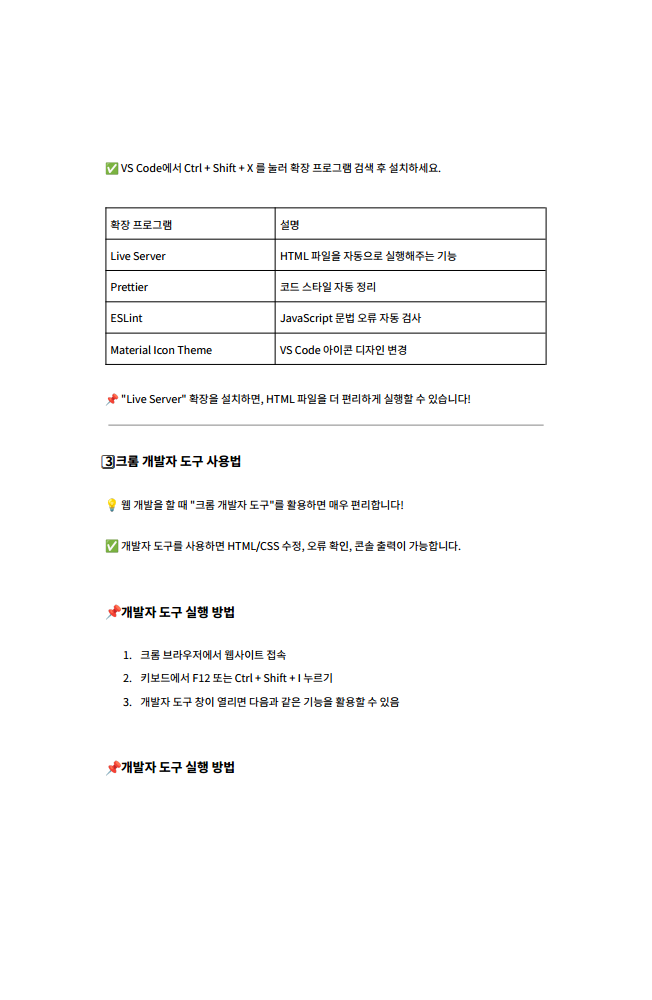 ✅ VS Code에서 Ctrl + Shift + X 를 눌러 확장 프로그램 검색 후 설치하세요.
확장 프로그램 설명
Live Server HTML 파일을 자동으로 실행해주는 기능
Prettier 코드 스타일 자동 정리
ESLint JavaScript 문법 오류 자동 검사
Material Icon Theme VS Code 아이콘 디자인 변경
📌 "Live Server" 확장을 설치하면, HTML 파일을 더 편리하게 실행할 수 있습니다!
3️⃣크롬 개발자 도구 사용법
💡 웹 개발을 할 때 "크롬 개발자 도구"를 활용하면 매우 편리합니다!
✅ 개발자 도구를 사용하면 HTML/CSS 수정, 오류 확인, 콘솔 출력이 가능합니다.
📌개발자 도구 실행 방법
1. 크롬 브라우저에서 웹사이트 접속
2. 키보드에서 F12 또는 Ctrl + Shift + I 누르기
3. 개발자 도구 창이 열리면 다음과 같은 기능을 활용할 수 있음
📌개발자 도구 실행 방법